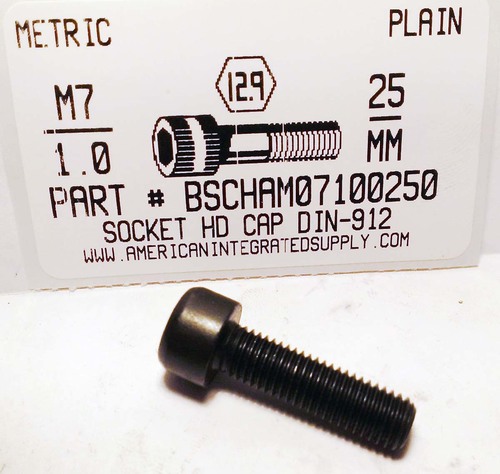 METRIC PLAIN
M7 12.9 25
1.0 MM
PART # BSCHAM07100250
SOCKET HD CAP DIN-912
WWW.AMERICANINTEGRATEDSUPPLY.COM